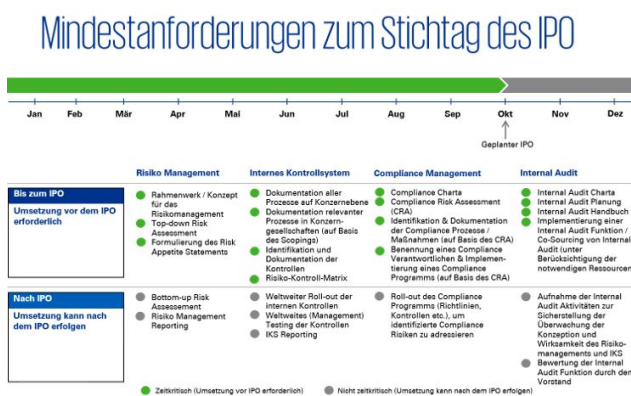 Mindestanforderungen zum Stichtag des IPO
Jan Feb Mär Apr Mai Jun Jul Aug Sep Okt Nov Dez
Geplanter IPO
Risiko Management
Internes Kontrollsystem
Compliance Management
Internal Audit
Bis zum IPO
Umsetzung vor dem IPO
erforderlich
Rahmenwerk / Konzept
für das
Risikomanagement
Top-down Risk
Assessment
Formulierung des Risk
Appetite Statements
Dokumentation aller
Prozesse auf Konzernebene
Dokumentation relevanter
Prozesse in Konzern-
gesellschaften (auf Basis
des Scopings)
Identifikation und
Dokumentation der
Kontrollen
Risiko-Kontroll-Matrix
Compliance Charta
Compliance Risk Assessment
(CRA)
Identifikation & Dokumentation
der Compliance Prozesse /
Maßnahmen (auf Basis des CRA)
Benennung eines Compliance
Verantwortlichen & Implemen-
tierung eines Compliance
Programms (auf Basis des CRA)
Internal Audit Charta
Internal Audit Planung
Internal Audit Handbuch
Implementierung einer
Internal Audit Funktion /
Co-Sourcing von Internal
Audit (unter
Berücksichtigung der
notwendigen Ressourcen
Nach IPO
Umsetzung kann nach
dem IPO erfolgen
Bottom-up Risk
Assessment
Risiko Management
Reporting
Weltweiter Roll-out der
internen Kontrollen
Weltweites (Management)
Testing der Kontrollen
IKS Reporting
Roll-out des Compliance
Programms (Richtlinien,
Kontrollen etc.), um
identifizierte Compliance
Risiken zu adressieren
Aufnahme der Internal
Audit Aktivitäten zur
Sicherstellung der
Überwachung der
Konzeption und
Wirksamkeit des Risiko-
managements und IKS
Bewertung der Internal
Audit Funktion durch den
Vorstand
Zeitkritisch (Umsetzung vor IPO erforderlich)
Nicht zeitkritisch (Umsetzung kann nach dem IPO erfolgen)